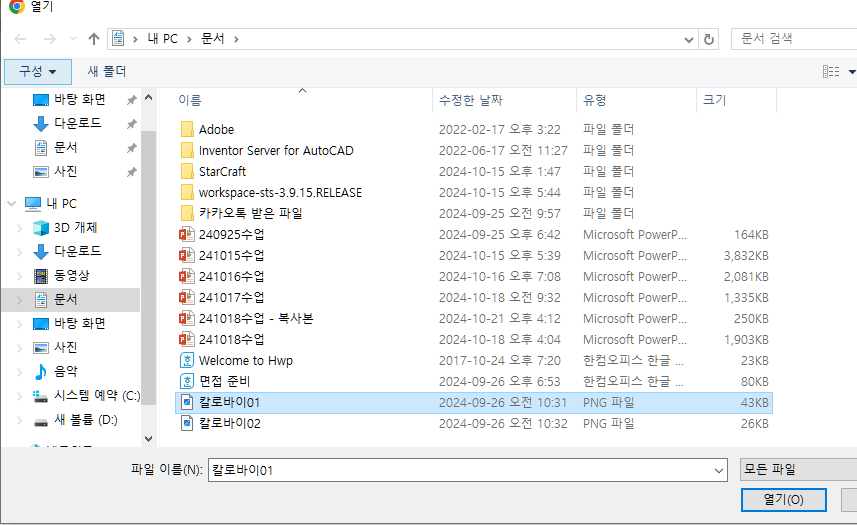 열기
내 PC
문서
문서 검색
구성
새 폴더
바탕 화면
다운로드
문서
사진
내 PC
3D 개체
다운로드
동영상
문서
바탕 화면
사진
음악
시스템 예약 (C:)
새 볼륨 (D:)
이름 수정한 날짜 유형 크기
Adobe 2022-02-17 오후 3:22 파일 폴더
Inventor Server for AutoCAD 2022-06-17 오전 11:27 파일 폴더
StarCraft 2024-10-15 오후 1:47 파일 폴더
workspace-sts-3.9.15.RELEASE 2024-10-15 오후 5:44 파일 폴더
카카오톡 받은 파일 2024-09-25 오전 9:57 파일 폴더
240925수업 2024-09-25 오후 6:42 Microsoft PowerP... 164KB
241015수업 2024-10-15 오후 5:39 Microsoft PowerP... 3,832KB
241016수업 2024-10-16 오후 7:08 Microsoft PowerP... 2,081KB
241017수업 2024-10-18 오전 9:32 Microsoft PowerP... 1,335KB
241018수업 - 복사본 2024-10-21 오후 4:12 Microsoft PowerP... 250KB
241018수업 2024-10-18 오후 4:04 Microsoft PowerP... 1,903KB
Welcome to Hwp 2017-10-24 오후 7:20 한컴오피스 한글 ... 23KB
면접 준비 2024-09-26 오후 6:53 한컴오피스 한글 ... 80KB
칼로바이01 2024-09-26 오전 10:31 PNG 파일 43KB
칼로바이02 2024-09-26 오전 10:32 PNG 파일 26KB
파일 이름(N): 칼로바이01
모든 파일
열기(O)